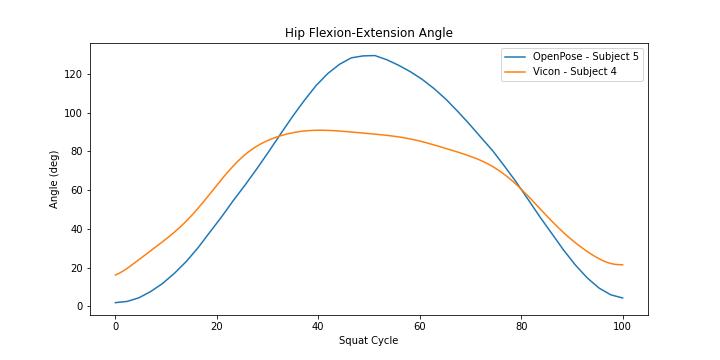 Hip Flexion-Extension Angle
OpenPose - Subject 5
Vicon - Subject 4
120
100
80
60
40
20
0
Angle (deg)
0 20 40 60 80 100
Squat Cycle